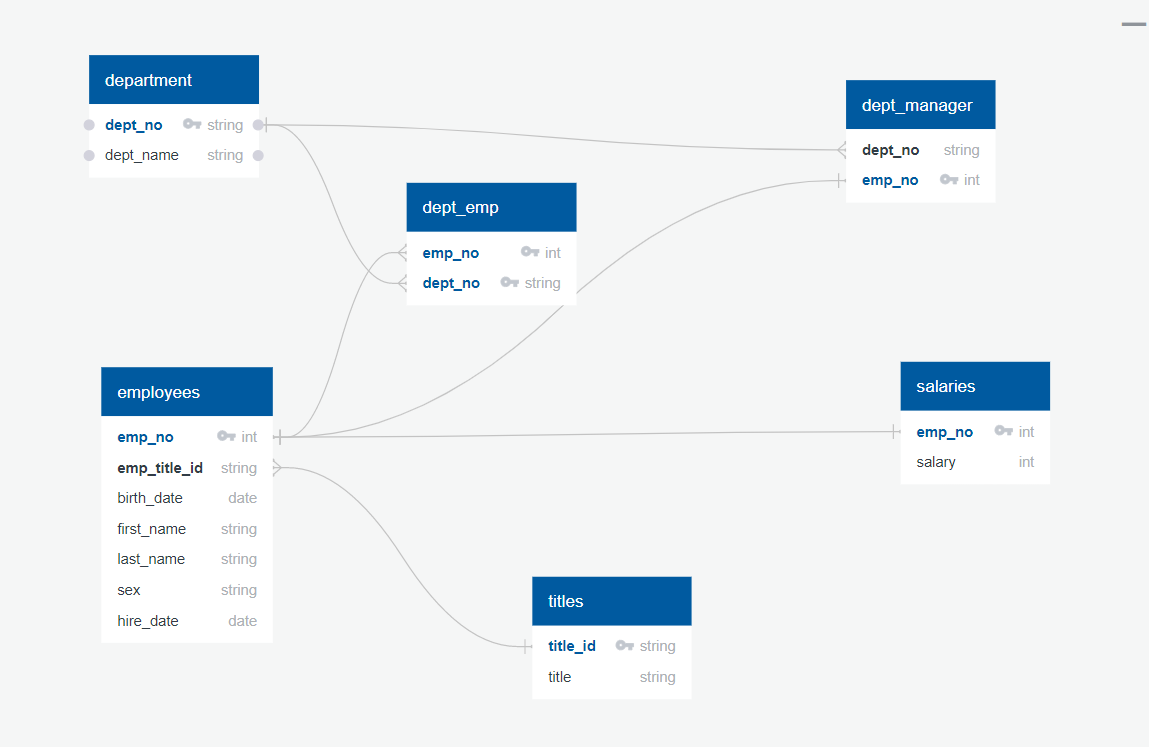 department
dept_no string
dept_name string
dept_manager
dept_no string
emp_no int
dept_emp
emp_no int
dept_no string
employees
emp_no int
emp_title_id string
birth_date date
first_name string
last_name string
sex string
hire_date date
salaries
emp_no int
salary int
titles
title_id string
title string